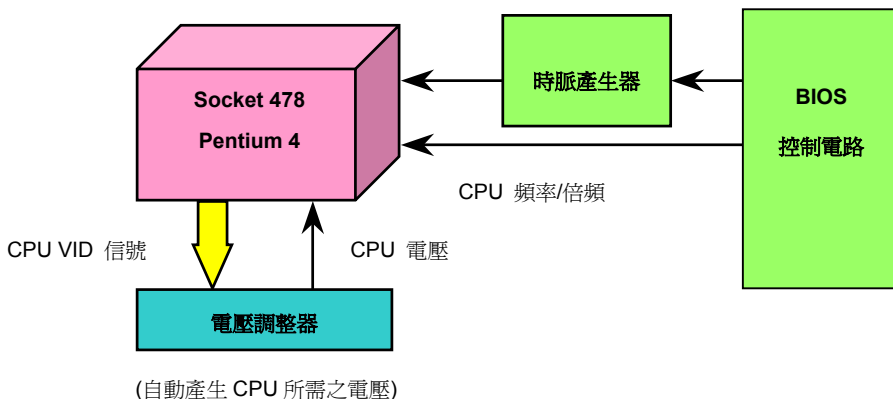 Socket 478
Pentium 4
時脈產生器
BIOS
控制電路
CPU 頻率/倍頻
CPU VID 信號
CPU 電壓
電壓調整器
(自動產生 CPU 所需之電壓)